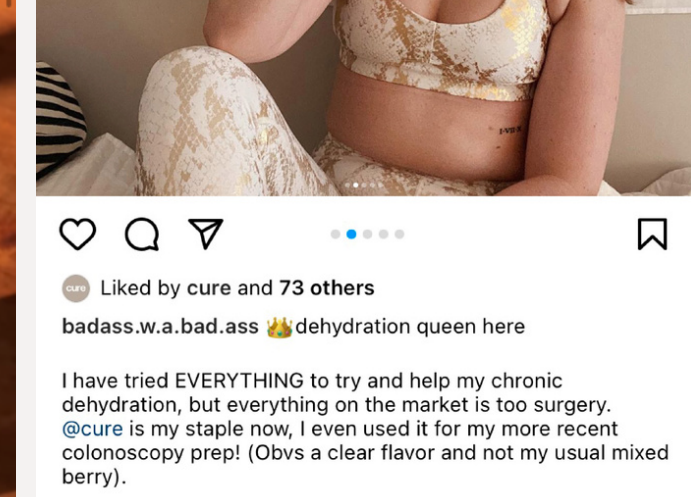 cure
Liked by cure and 73 others
badass.w.a.bad.ass 👑dehydration queen here
I have tried EVERYTHING to try and help my chronic
dehydration, but everything on the market is too surgery.
@cure is my staple now, I even used it for my more recent
colonoscopy prep! (Obvs a clear flavor and not my usual mixed
berry).